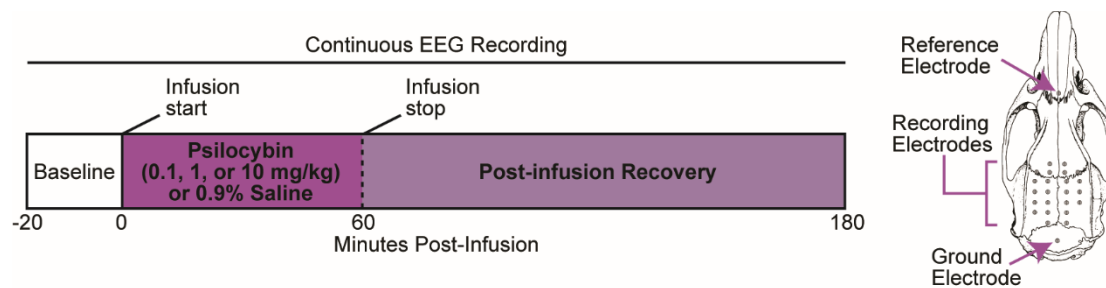 Continuous EEG Recording
Infusion
start
Infusion
stop
Baseline
Psilocybin
(0.1, 1, or 10 mg/kg)
or 0.9% Saline
Post-infusion Recovery
-20
0
60
180
Minutes Post-Infusion
Reference
Electrode
Recording
Electrodes
Ground
Electrode